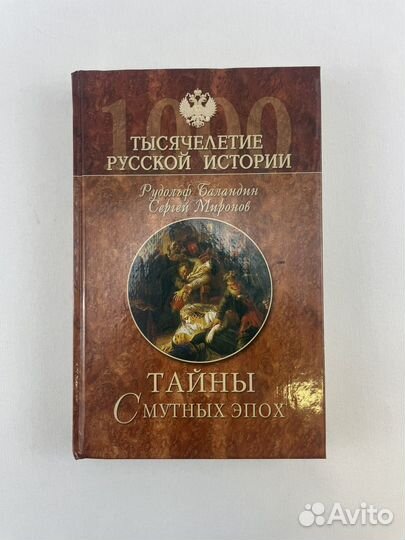 1000
ТЫСЯЧЕЛЕТИЕ
РУССКОЙ ИСТОРИИ
Рудольф Баландин
Сергей Миронов
ТАЙНЫ
СМУТНЫХ ЭПОХ
Avito